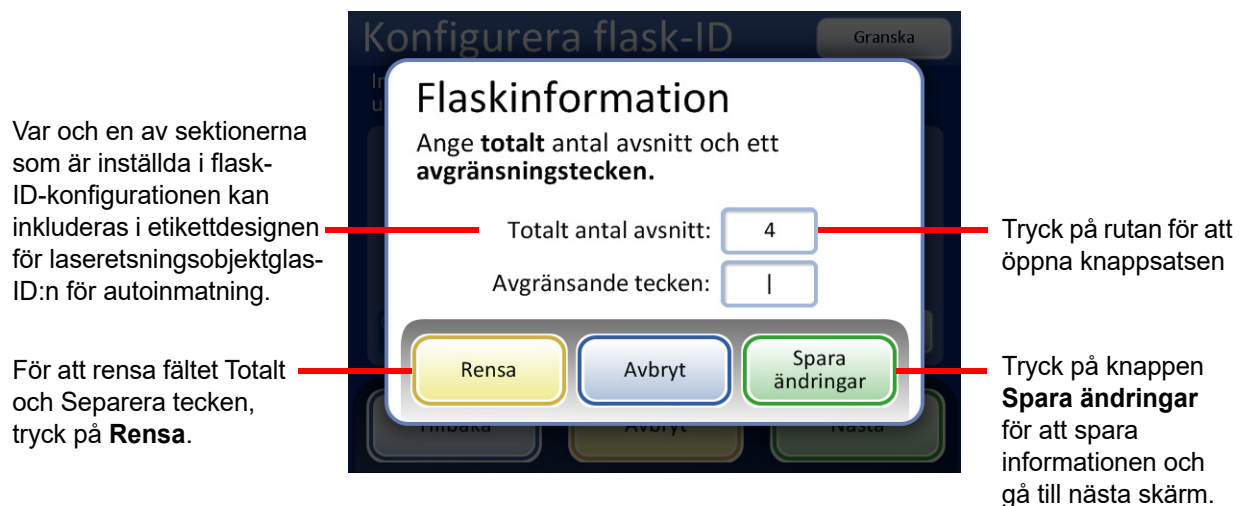 Konfigurera flask-ID
Granska
Flaskinformation
Ange totalt antal avsnitt och ett
avgränsningstecken.
Totalt antal avsnitt: 4
Avgränsande tecken: |
Rensa
Avbryt
Spara
ändringar
Tillbaka
Avbryt
Nästa
Var och en av sektionerna
som är inställda i flask-
ID-konfigurationen kan
inkluderas i etikettdesignen
för laseretsningsobjektglas-
ID:n för autoinmatning.
För att rensa fältet Totalt
och Separera tecken,
tryck på Rensa.
Tryck på rutan för att
öppna knappsatsen
Tryck på knappen
Spara ändringar
för att spara
informationen och
gå till nästa skärm.